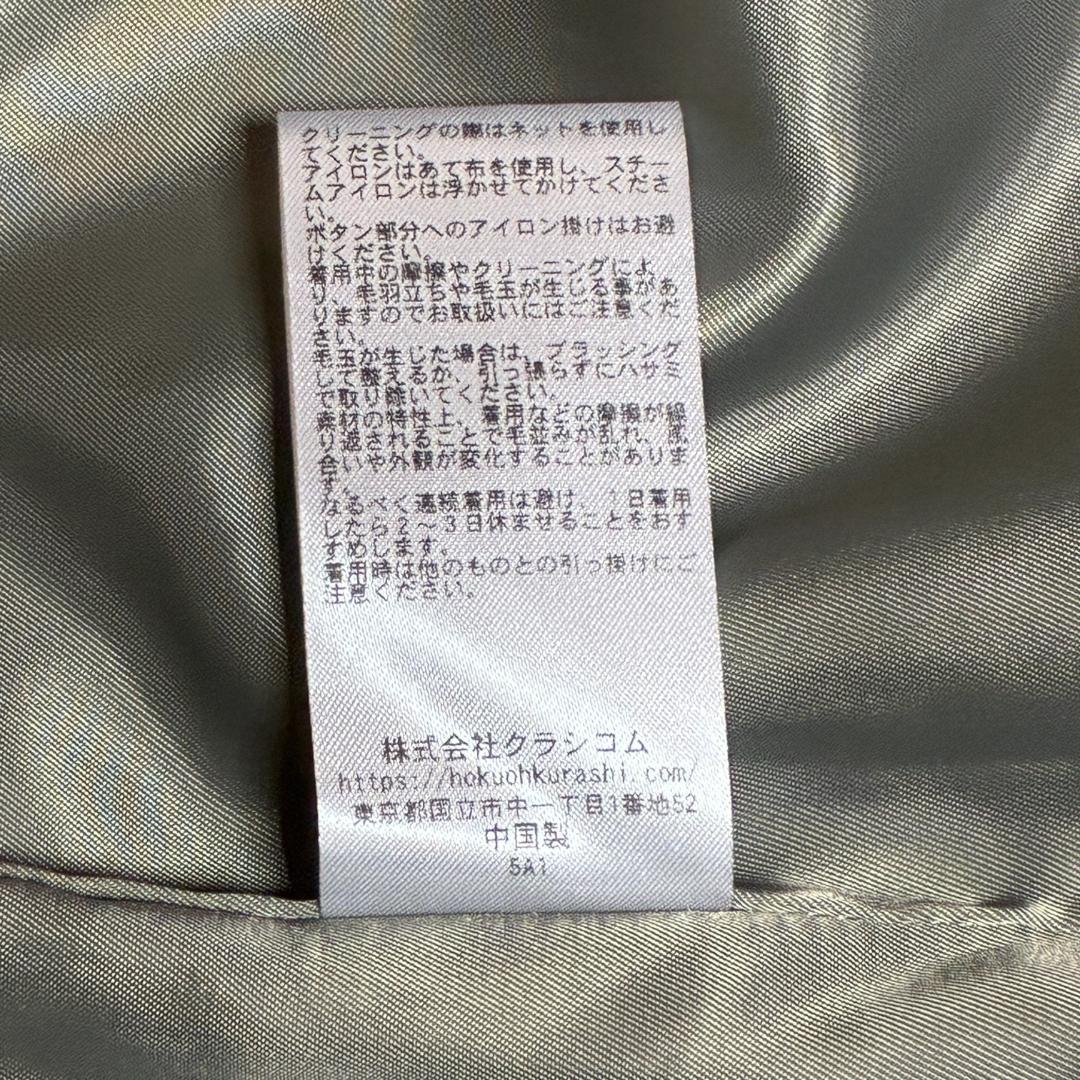 クリーニングの際はネットを使用し
てください。
アイロンはあて布を使用し、スチー
ムアイロンは浮かせてかけてくださ
い。
ボタン部分へのアイロン掛けはお避
けください。
着用中の摩擦やクリーニングによ
り、毛羽立ちや毛玉が生じる事があ
りますのでお取扱いにはご注意くだ
さい。
毛玉が生じた場合は、ブラッシング
して整えるか、引っ張らずにハサミ
で取り除いてください。
素材の特性上、着用などの摩擦が繰
り返されることで毛並みが乱れ、風
合いや外観が変化することがありま
す。
なるべく連続着用は避け、1日着用
したら2～3日休ませることをおす
すめします。
着用時は他のものとの引っ掛けにご
注意ください。
株式会社クラシコム
https://hokuohkurashi.com/
東京都国立市中一丁目1番地52
中国製
5A1